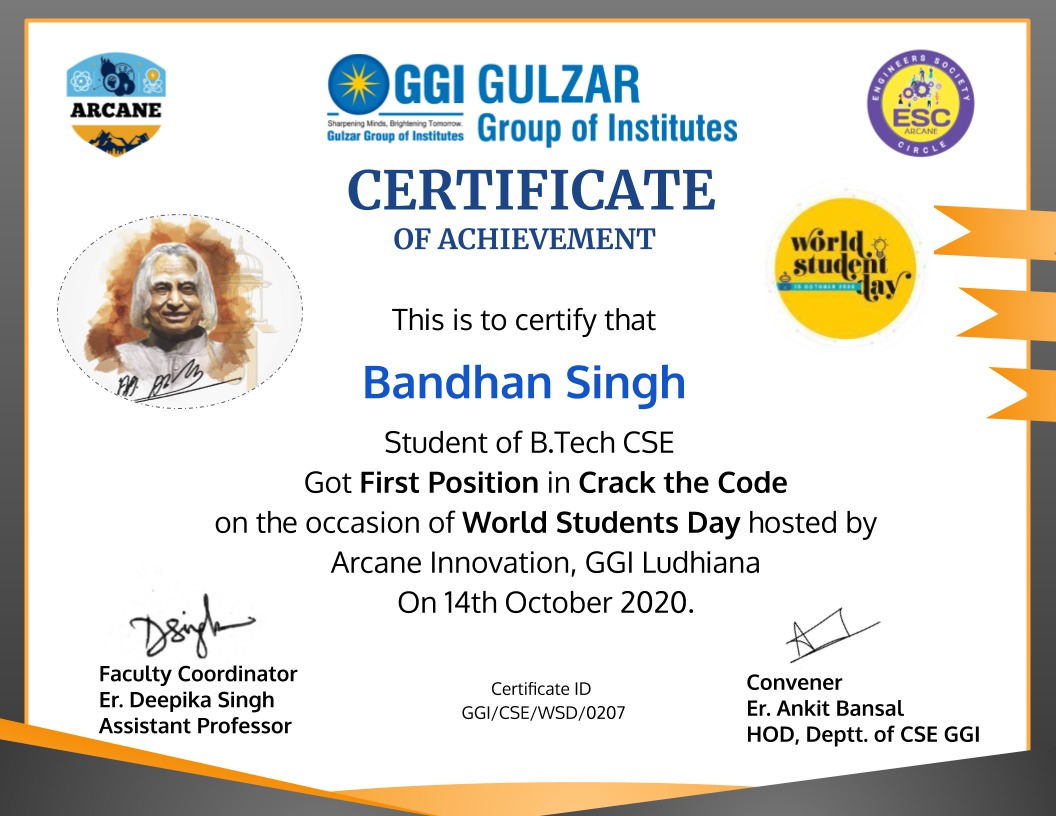 ARCANE
GGI GULZAR
Sharpening Minds, Brightening Tomorrow.
Gulzar Group of Institutes
Group of Institutes
ENGINEERS SOCIETY
ESC
ARCANE
CIRCLE
CERTIFICATE
OF ACHIEVEMENT
world
student
15 OCTOBER 2020
day
This is to certify that
Bandhan Singh
Student of B.Tech CSE
Got First Position in Crack the Code
on the occasion of World Students Day hosted by
Arcane Innovation, GGI Ludhiana
On 14th October 2020.
DSingh
Faculty Coordinator
Er. Deepika Singh
Assistant Professor
Certificate ID
GGI/CSE/WSD/0207
Convener
Er. Ankit Bansal
HOD, Deptt. of CSE GGI